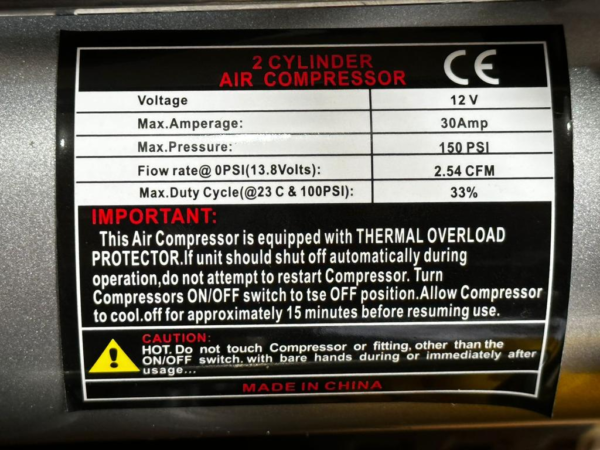 2 CYLINDER
AIR COMPRESSOR
CE
Voltage 12 V
Max.Amperage: 30Amp
Max.Pressure: 150 PSI
Fiow rate@ 0PSI(13.8Volts): 2.54 CFM
Max.Duty Cycle(@23 C & 100PSI): 33%
IMPORTANT:
This Air Compressor is equipped with THERMAL OVERLOAD
PROTECTOR.If unit should shut off automatically during
operation,do not attempt to restart Compressor. Turn
Compressors ON/OFF switch to tse OFF position.Allow Compressor
to cool.off for approximately 15 minutes before resuming use.
CAUTION:
HOT. Do not touch Compressor or fitting, other than the
ON/OFF switch, with bare hands during or immediately after
usage...
MADE IN CHINA